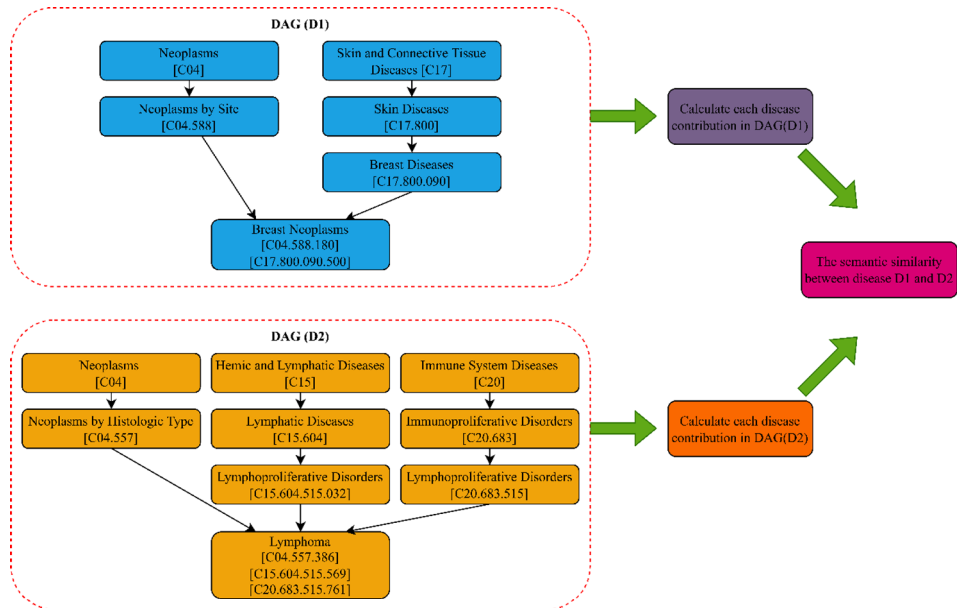 DAG (D1)
Neoplasms
[C04]
Skin and Connective Tissue
Diseases [C17]
Neoplasms by Site
[C04.588]
Skin Diseases
[C17.800]
Breast Diseases
[C17.800.090]
Breast Neoplasms
[C04.588.180]
[C17.800.090.500]
Calculate each disease
contribution in DAG(D1)
The semantic similarity
between disease D1 and D2
DAG (D2)
Neoplasms
[C04]
Hemic and Lymphatic Diseases
[C15]
Immune System Diseases
[C20]
Neoplasms by Histologic Type
[C04.557]
Lymphatic Diseases
[C15.604]
Immunoproliferative Disorders
[C20.683]
Lymphoproliferative Disorders
[C15.604.515.032]
Lymphoproliferative Disorders
[C20.683.515]
Lymphoma
[C04.557.386]
[C15.604.515.569]
[C20.683.515.761]
Calculate each disease
contribution in DAG(D2)